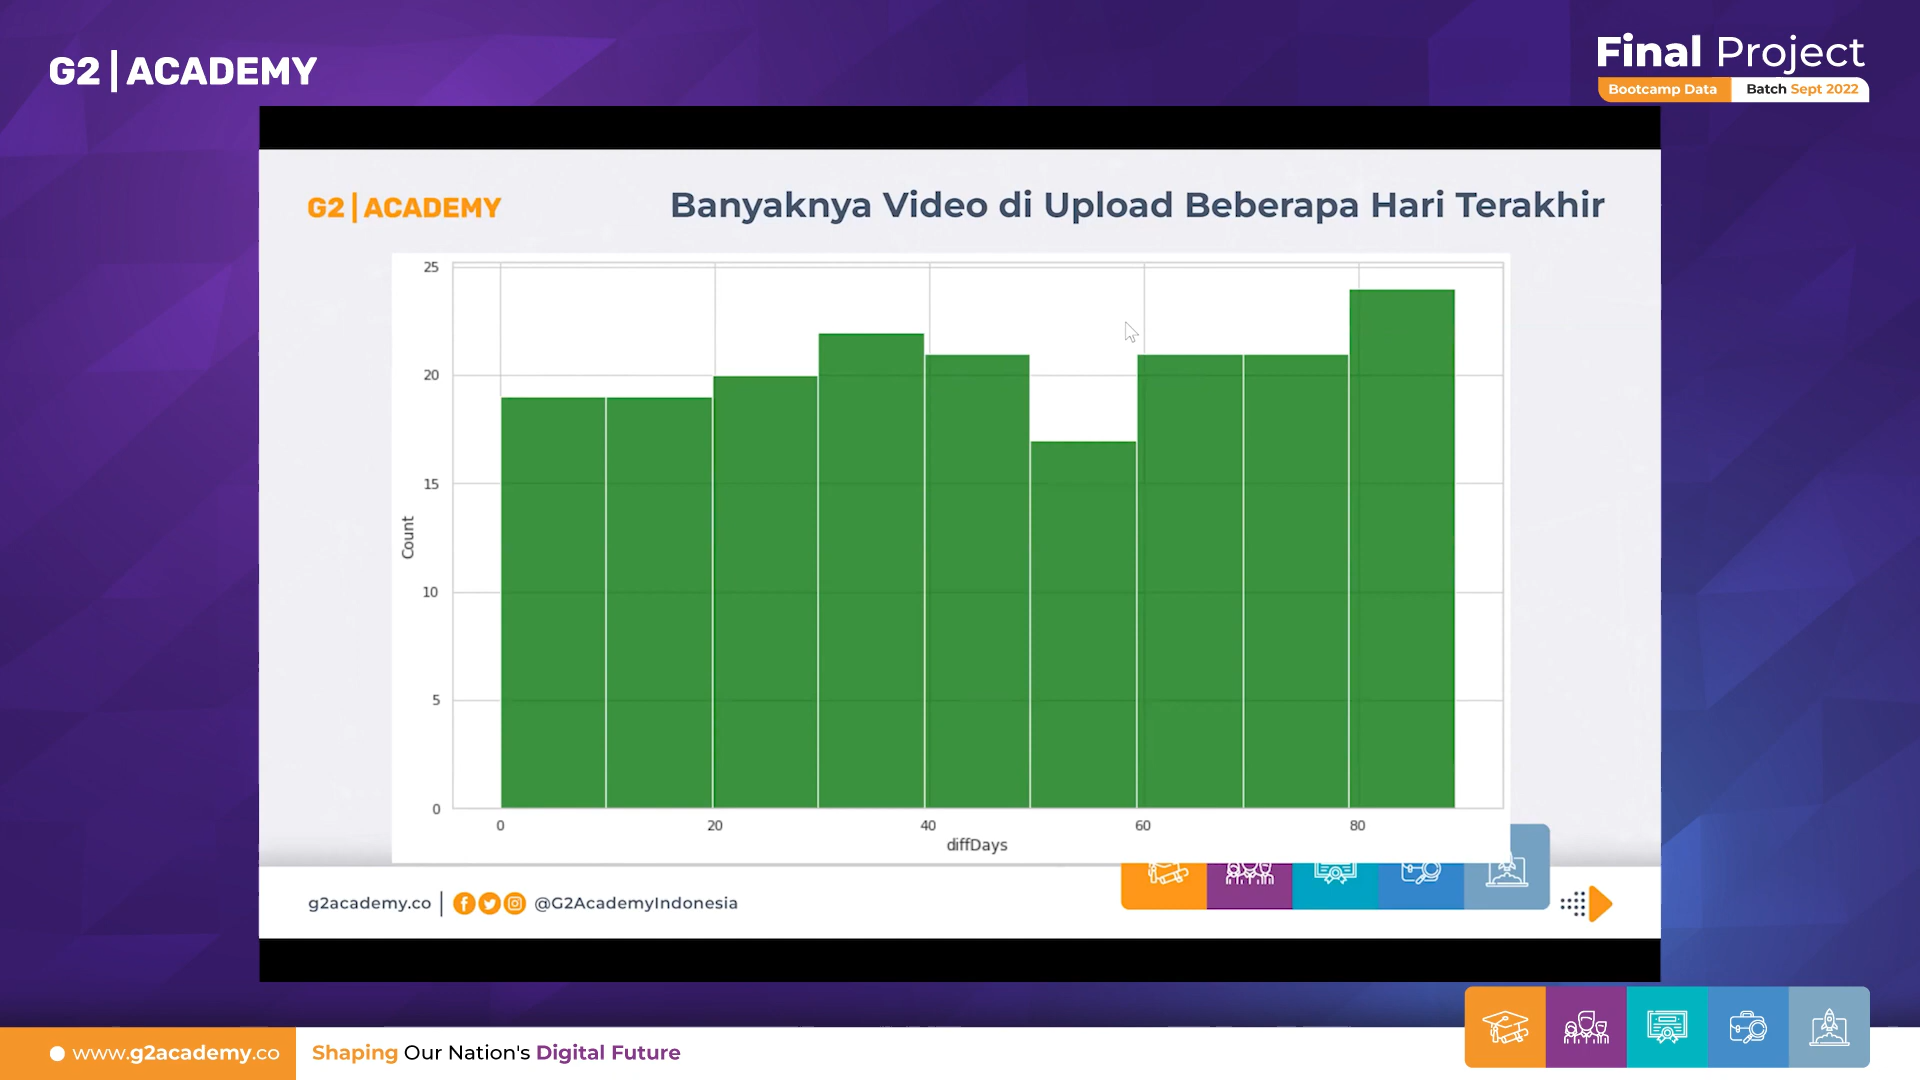 G2 | ACADEMY
Final Project
Bootcamp Data Batch Sept 2022
G2 | ACADEMY
Banyaknya Video di Upload Beberapa Hari Terakhir
25
20
15
10
5
0
Count
0 20 40 60 80
diffDays
g2academy.co | @G2AcademyIndonesia
www.g2academy.co
Shaping Our Nation's Digital Future